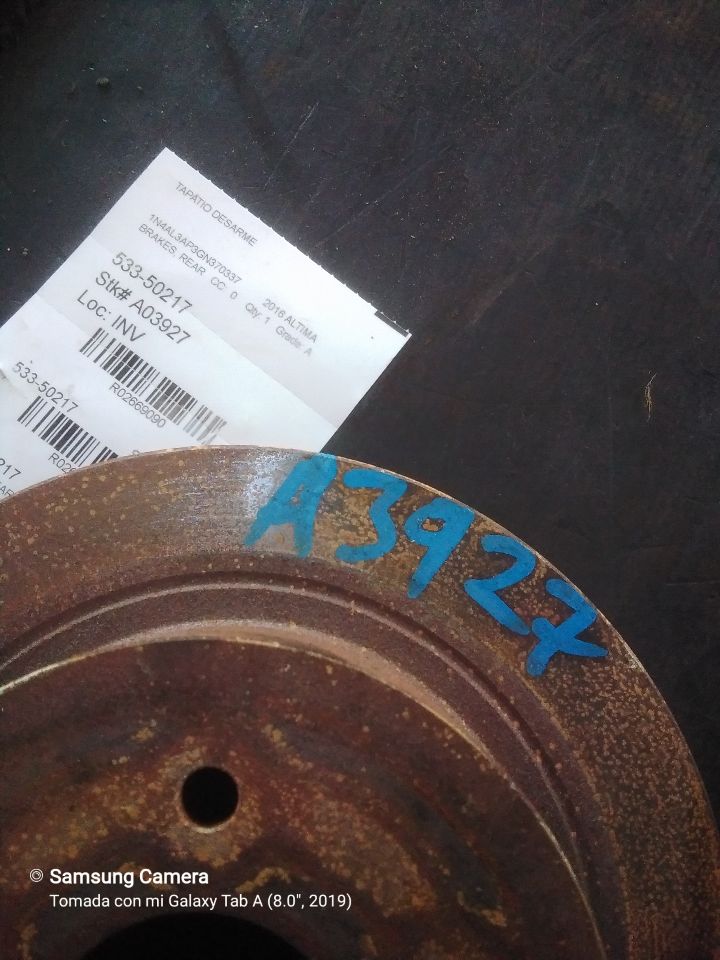 TAPATIO DESARME
1N4AL3AP3GN370337 2016 ALTIMA
BRAKES, REAR CC 0 Qty 1 Grade A
533-50217
Stk# A03927
Loc: INV
R02669090
533-50217
A3927
Samsung Camera
Tomada con mi Galaxy Tab A (8.0", 2019)